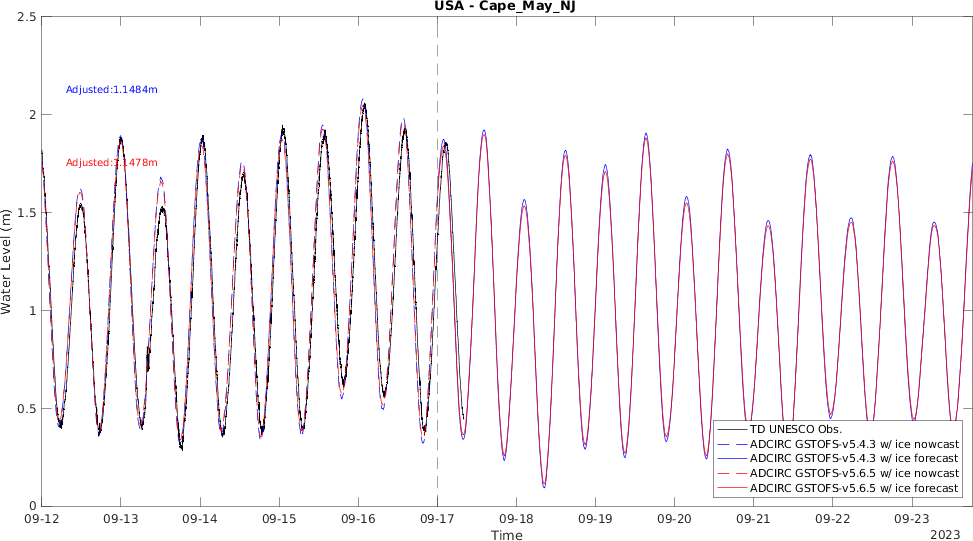 USA - Cape_May_NJ
2.5
2
1.5
1
0.5
0
Water Level (m)
Adjusted:1.1484m
Adjusted:1.1478m
TD UNESCO Obs.
ADCIRC GSTOFS-v5.4.3 w/ ice nowcast
ADCIRC GSTOFS-v5.4.3 w/ ice forecast
ADCIRC GSTOFS-v5.6.5 w/ ice nowcast
ADCIRC GSTOFS-v5.6.5 w/ ice forecast
09-12 09-13 09-14 09-15 09-16 09-17 09-18 09-19 09-20 09-21 09-22 09-23
Time
2023